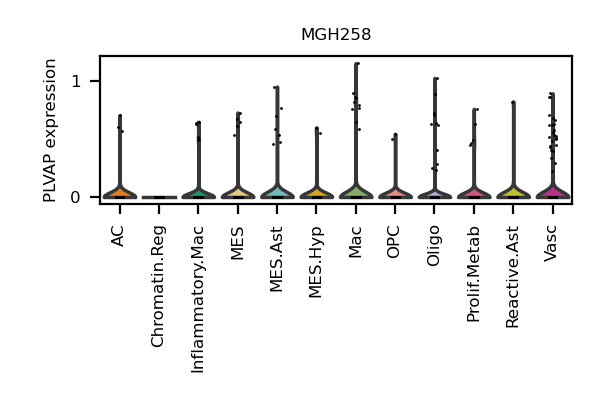 MGH258
PLVAP expression
1
0
AC
Chromatin.Reg
Inflammatory.Mac
MES
MES.Ast
MES.Hyp
Mac
OPC
Oligo
Prolif.Metab
Reactive.Ast
Vasc